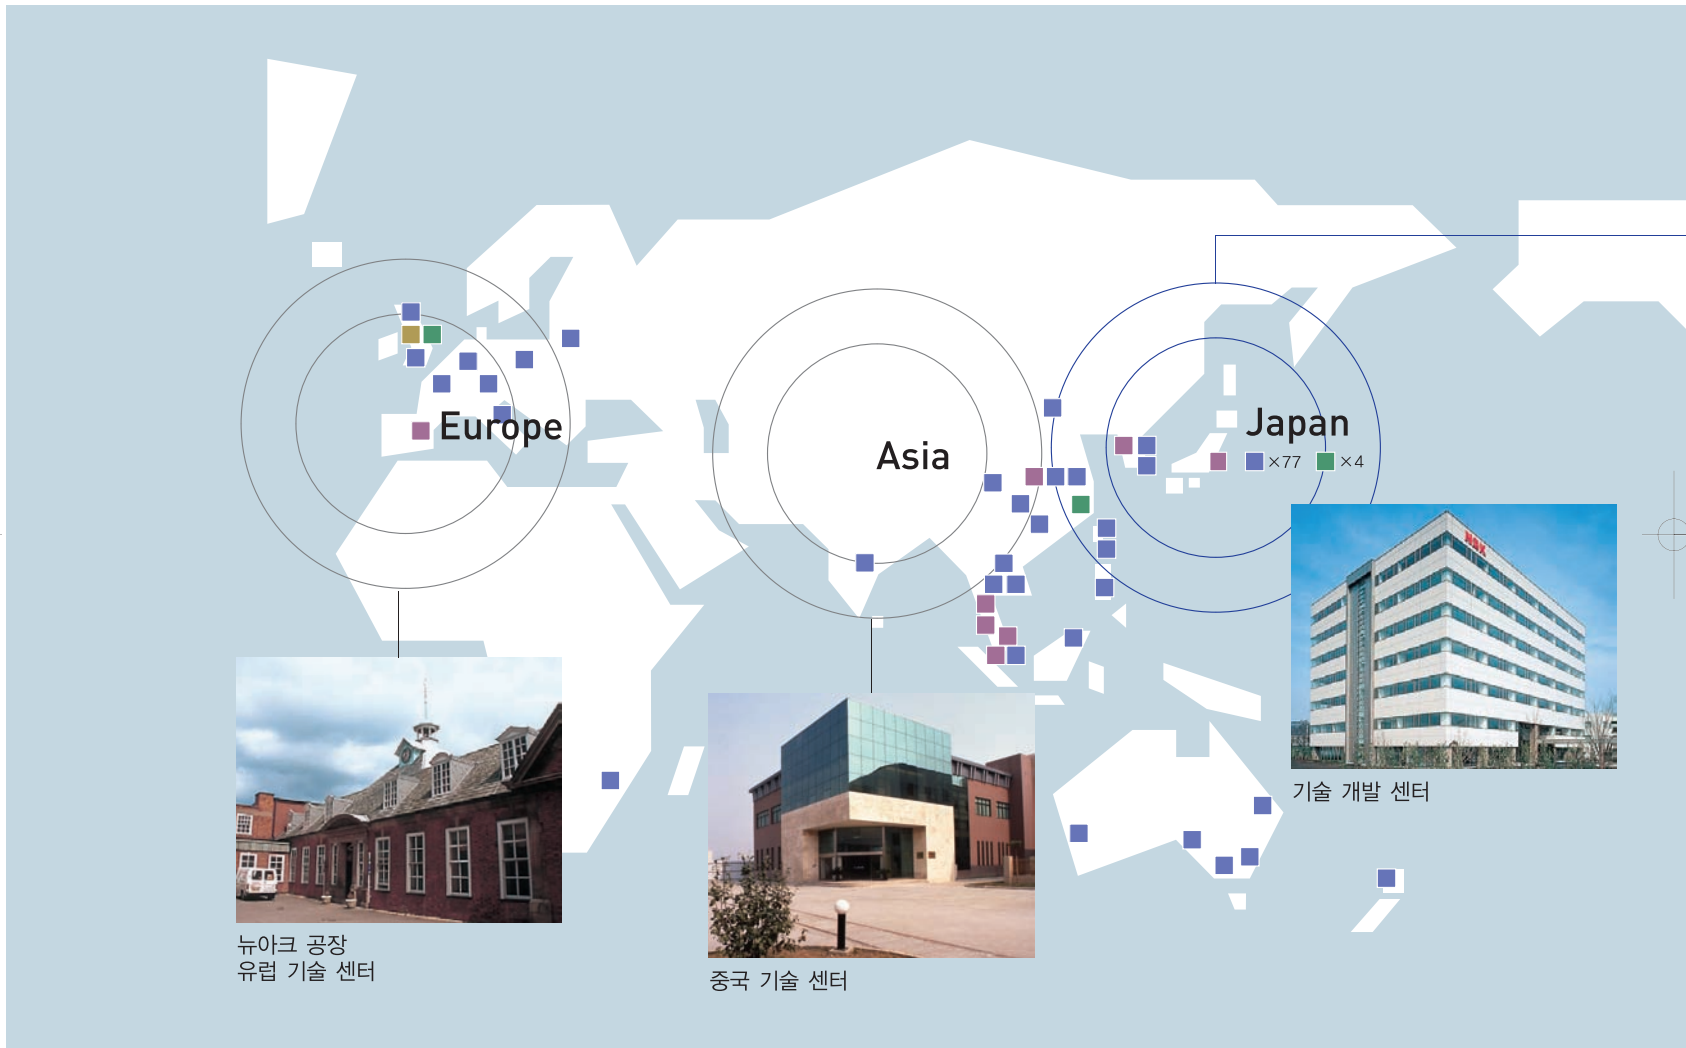 Europe
Asia
Japan
×77 ×4
NSK
기술 개발 센터
뉴아크 공장
유럽 기술 센터
중국 기술 센터